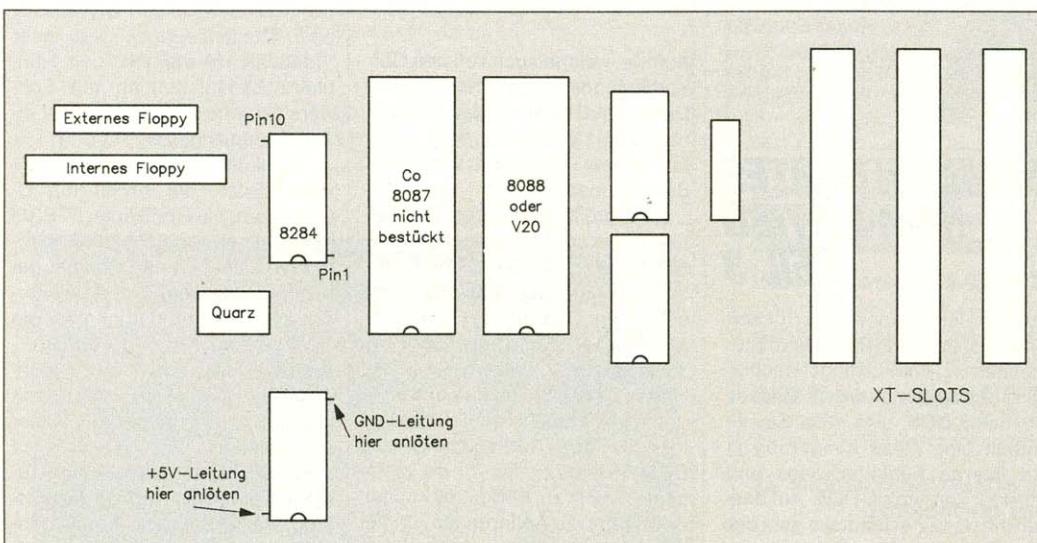 Externes Floppy
Internes Floppy
Pin10
8284
Pin1
Quarz
Co
8087
nicht
bestückt
8088
oder
V20
XT-SLOTS
GND-Leitung
hier anlöten
+5V-Leitung
hier anlöten